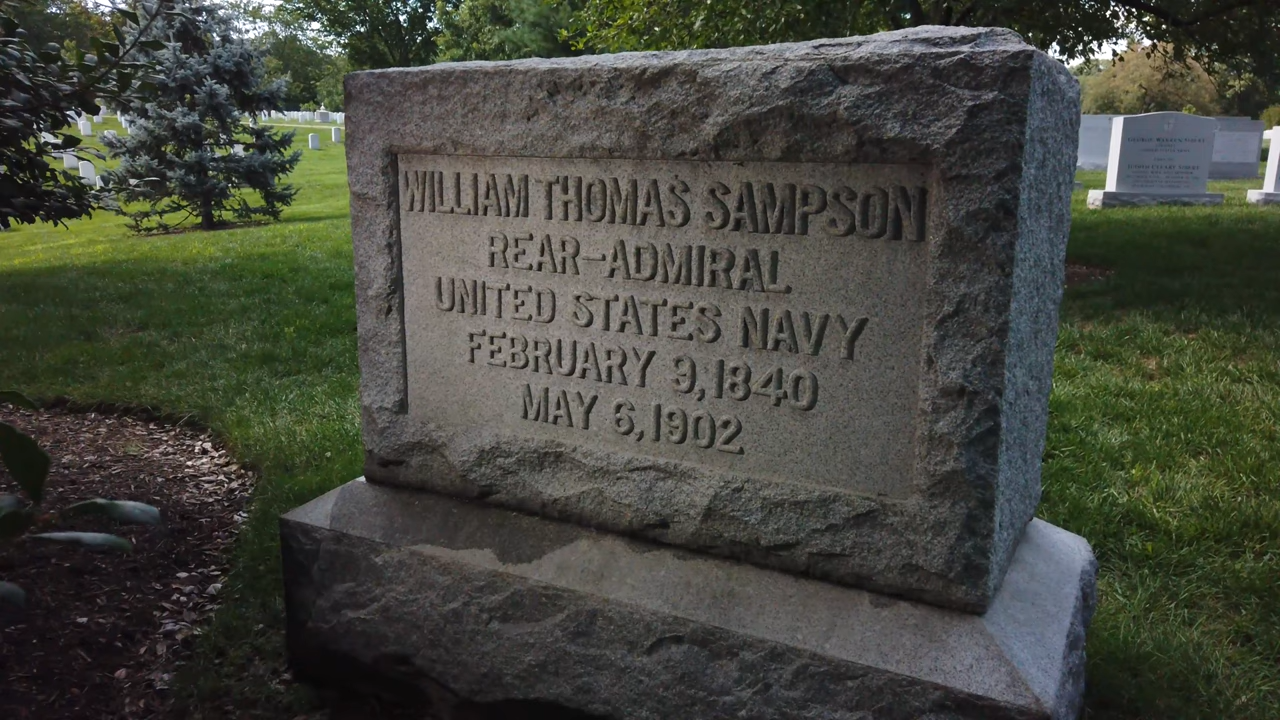 WILLIAM THOMAS SAMPSON
REAR-ADMIRAL
UNITED STATES NAVY
FEBRUARY 9, 1840
MAY 6, 1902